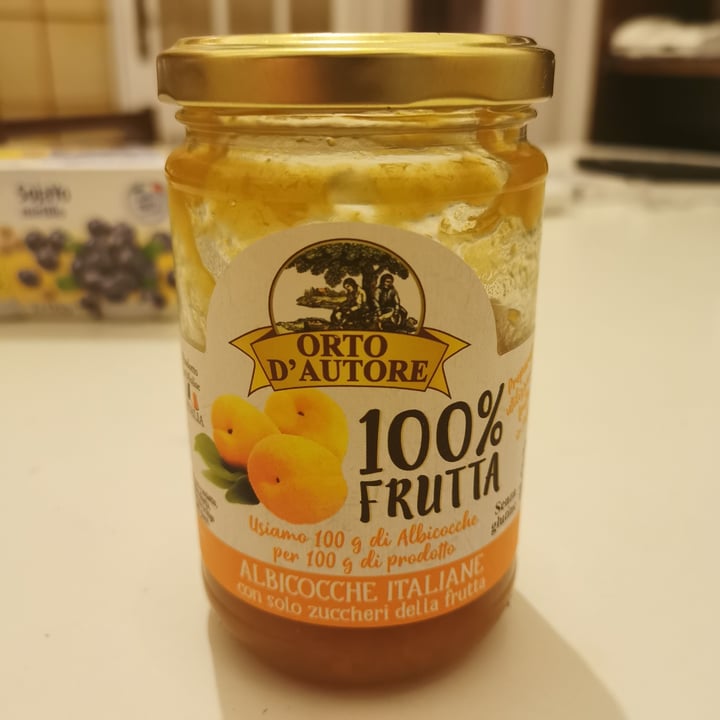 ORTO
D'AUTORE
100%
FRUTTA
Usiamo 100 g di Albicocche
per 100 g di prodotto
ALBICOCCHE ITALIANE
con solo zuccheri della frutta
Senza